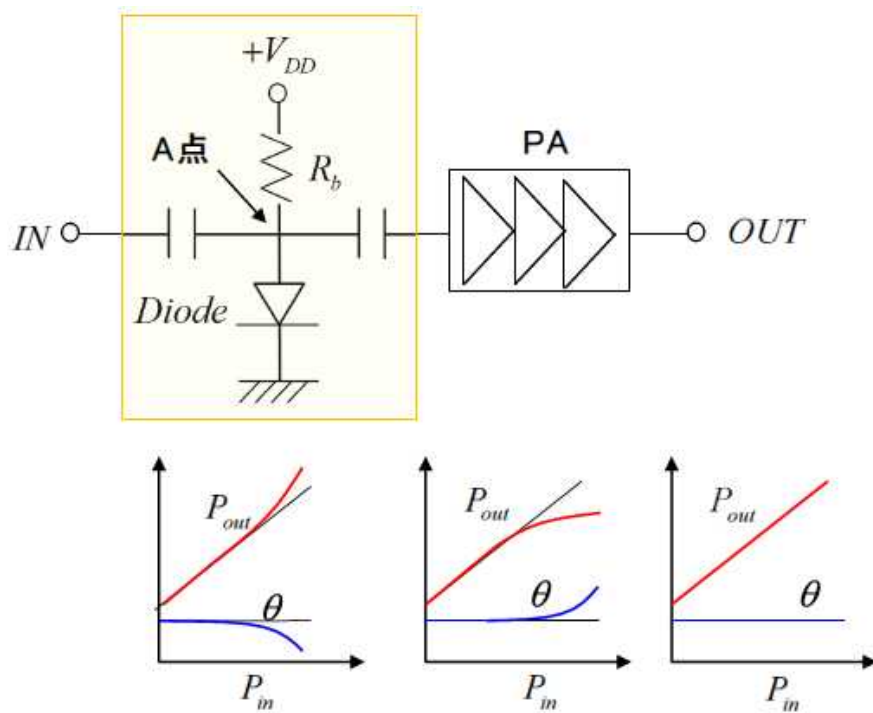 +V_DD
A点
R_b
PA
IN
OUT
Diode
P_out
θ
P_in
P_out
θ
P_in
P_out
θ
P_in